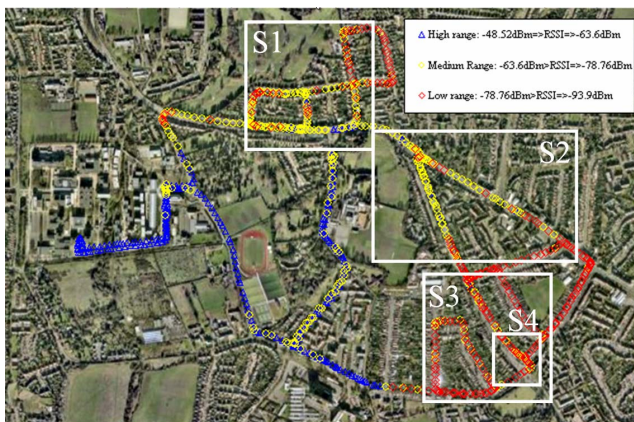 S1
High range: -48.52dBm=>RSSI=>-63.6dBm
Medium Range: -63.6dBm>RSSI=>-78.76dBm
Low range: -78.76dBm>RSSI=>-93.9dBm
S2
S3
S4